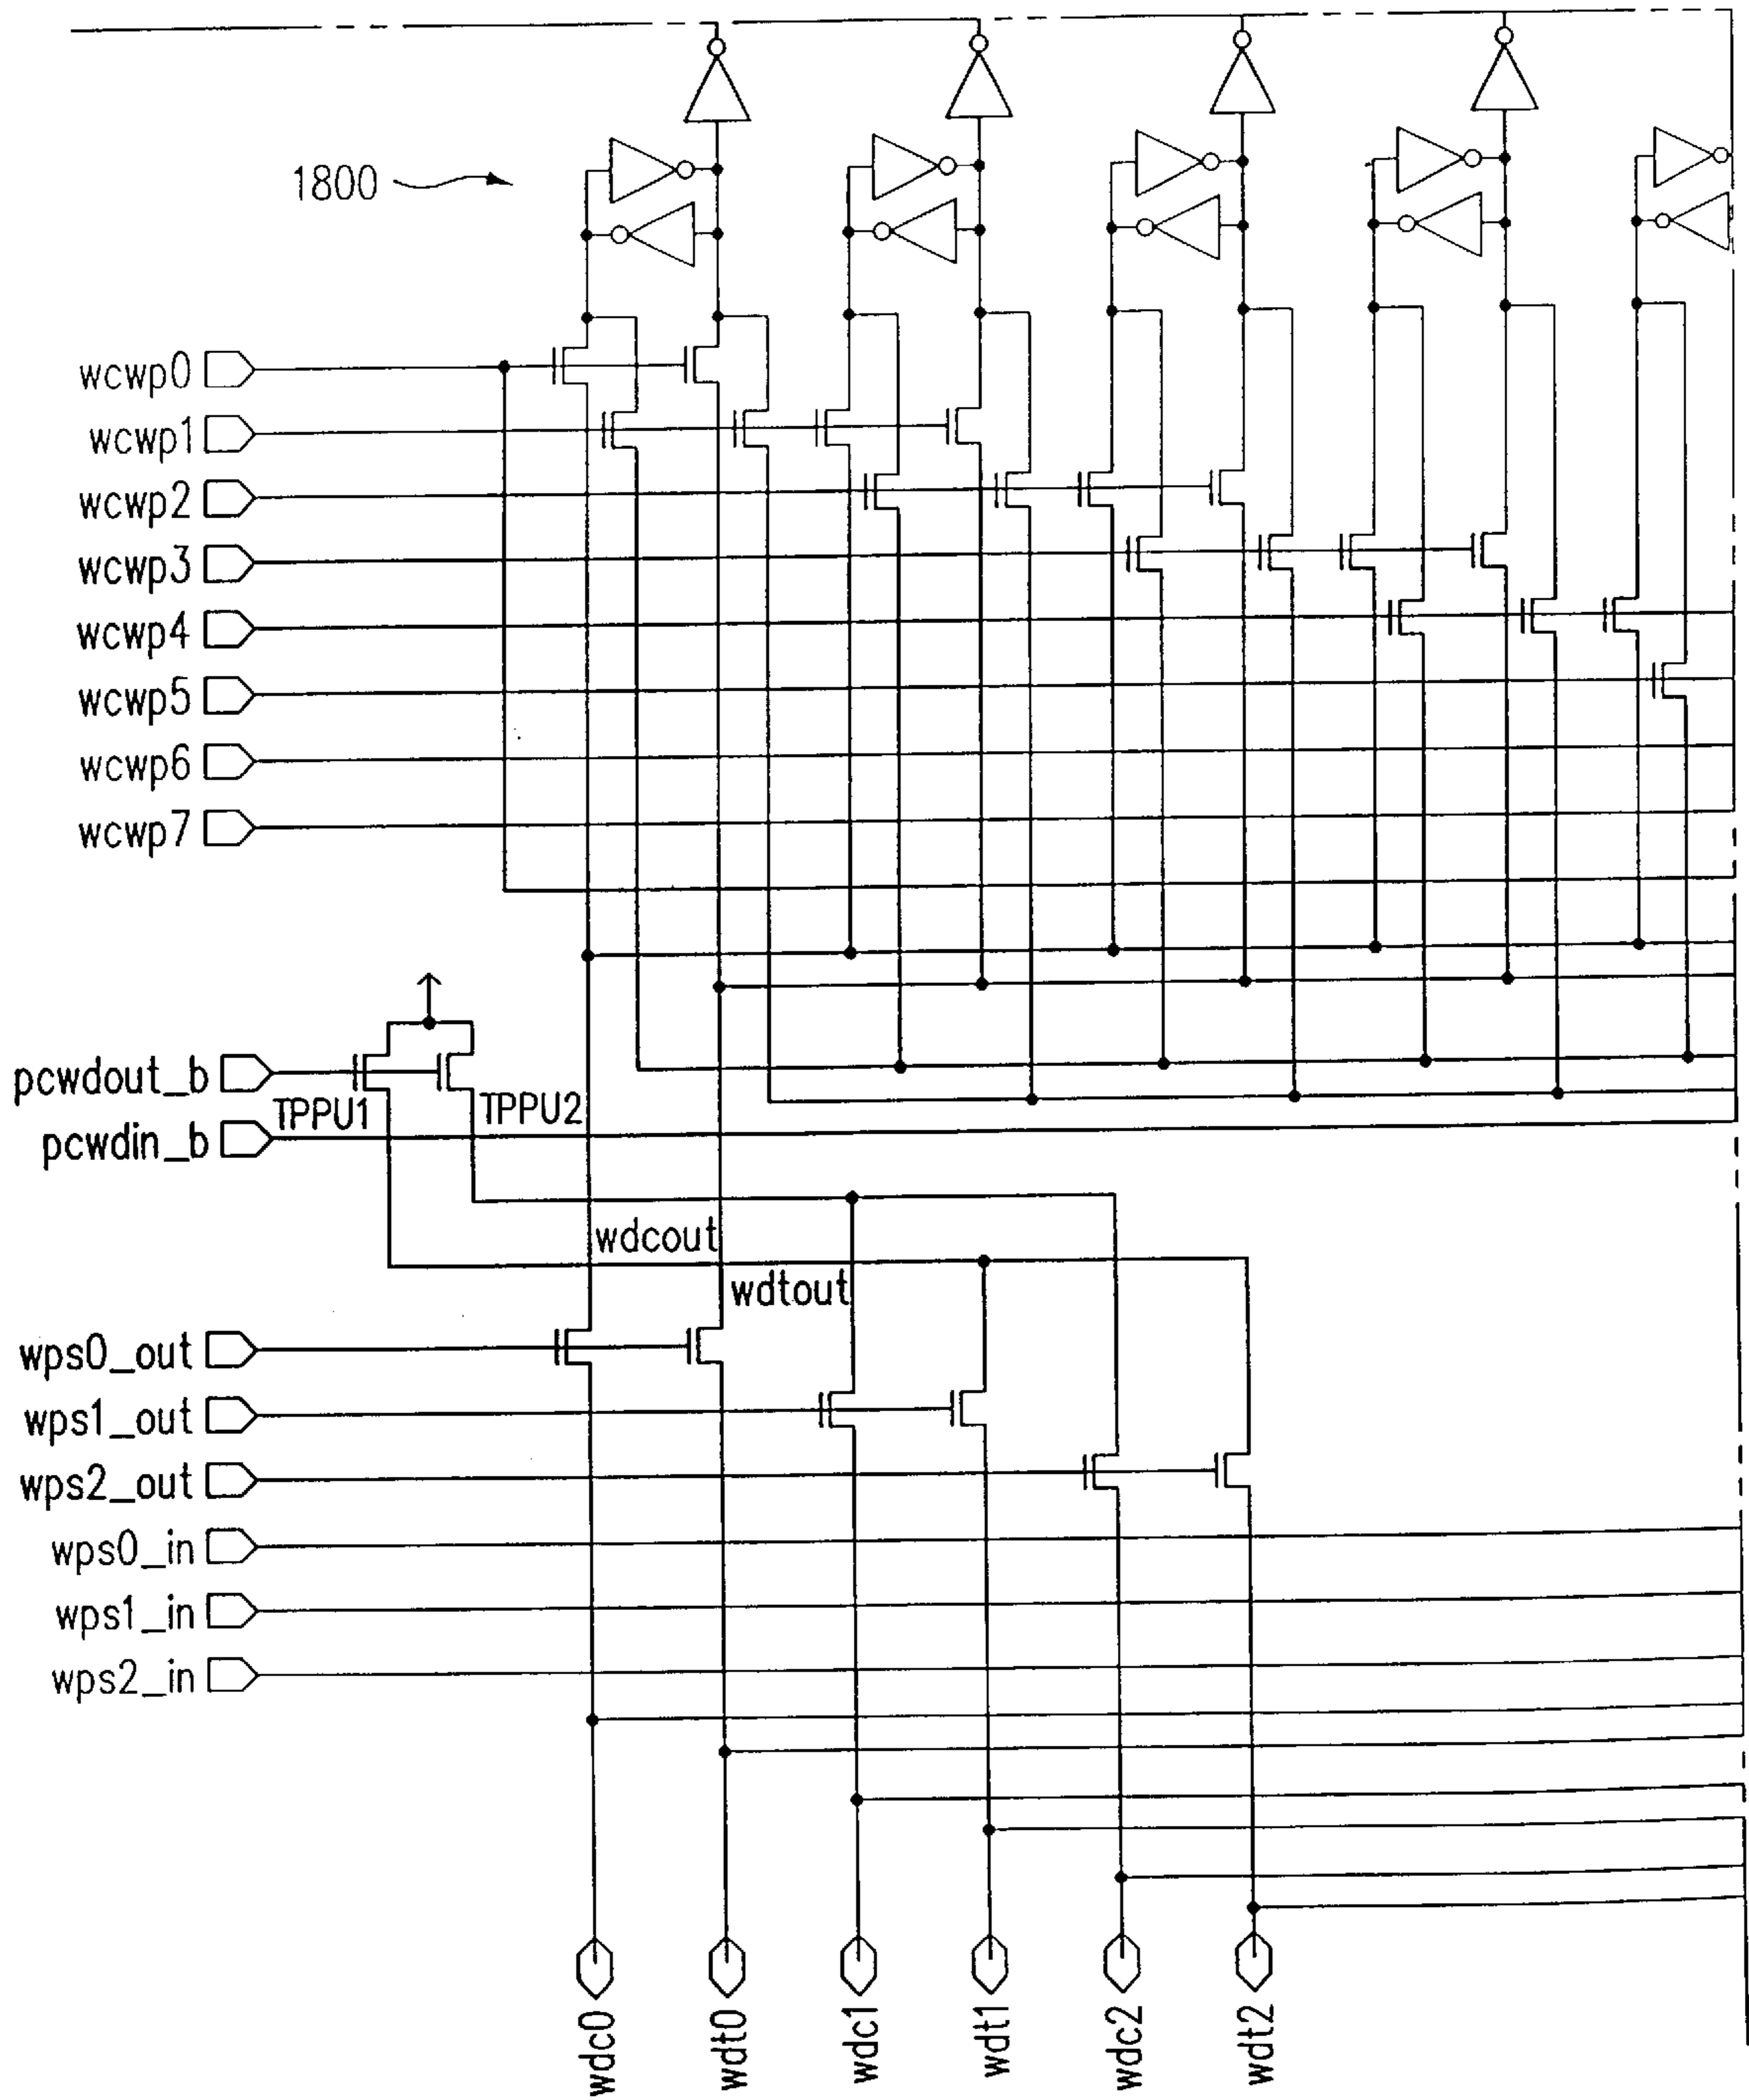 1800
wcwp0
wcwp1
wcwp2
wcwp3
wcwp4
wcwp5
wcwp6
wcwp7
pcwdout_b
TPPU1
TPPU2
pcwdin_b
wdcout
wdtout
wps0_out
wps1_out
wps2_out
wps0_in
wps1_in
wps2_in
wdc0
wdt0
wdc1
wdt1
wdc2
wdt2